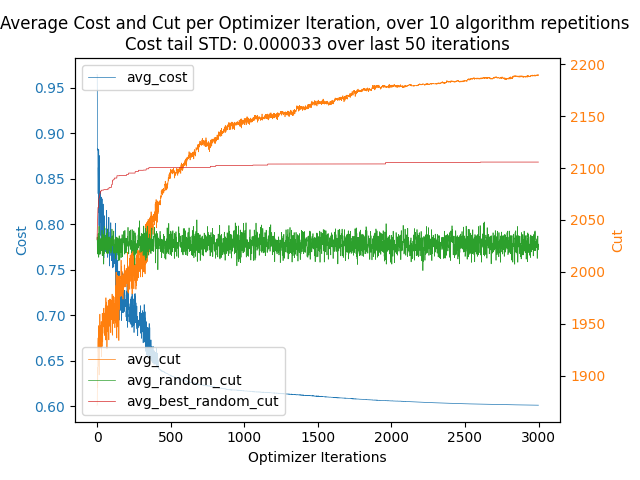 Average Cost and Cut per Optimizer Iteration, over 10 algorithm repetitions
Cost tail STD: 0.000033 over last 50 iterations
avg_cost
0.95
0.90
0.85
0.80
0.75
0.70
0.65
0.60
Cost
2200
2150
2100
2050
2000
1950
1900
Cut
avg_cut
avg_random_cut
avg_best_random_cut
0
500
1000
1500
2000
2500
3000
Optimizer Iterations